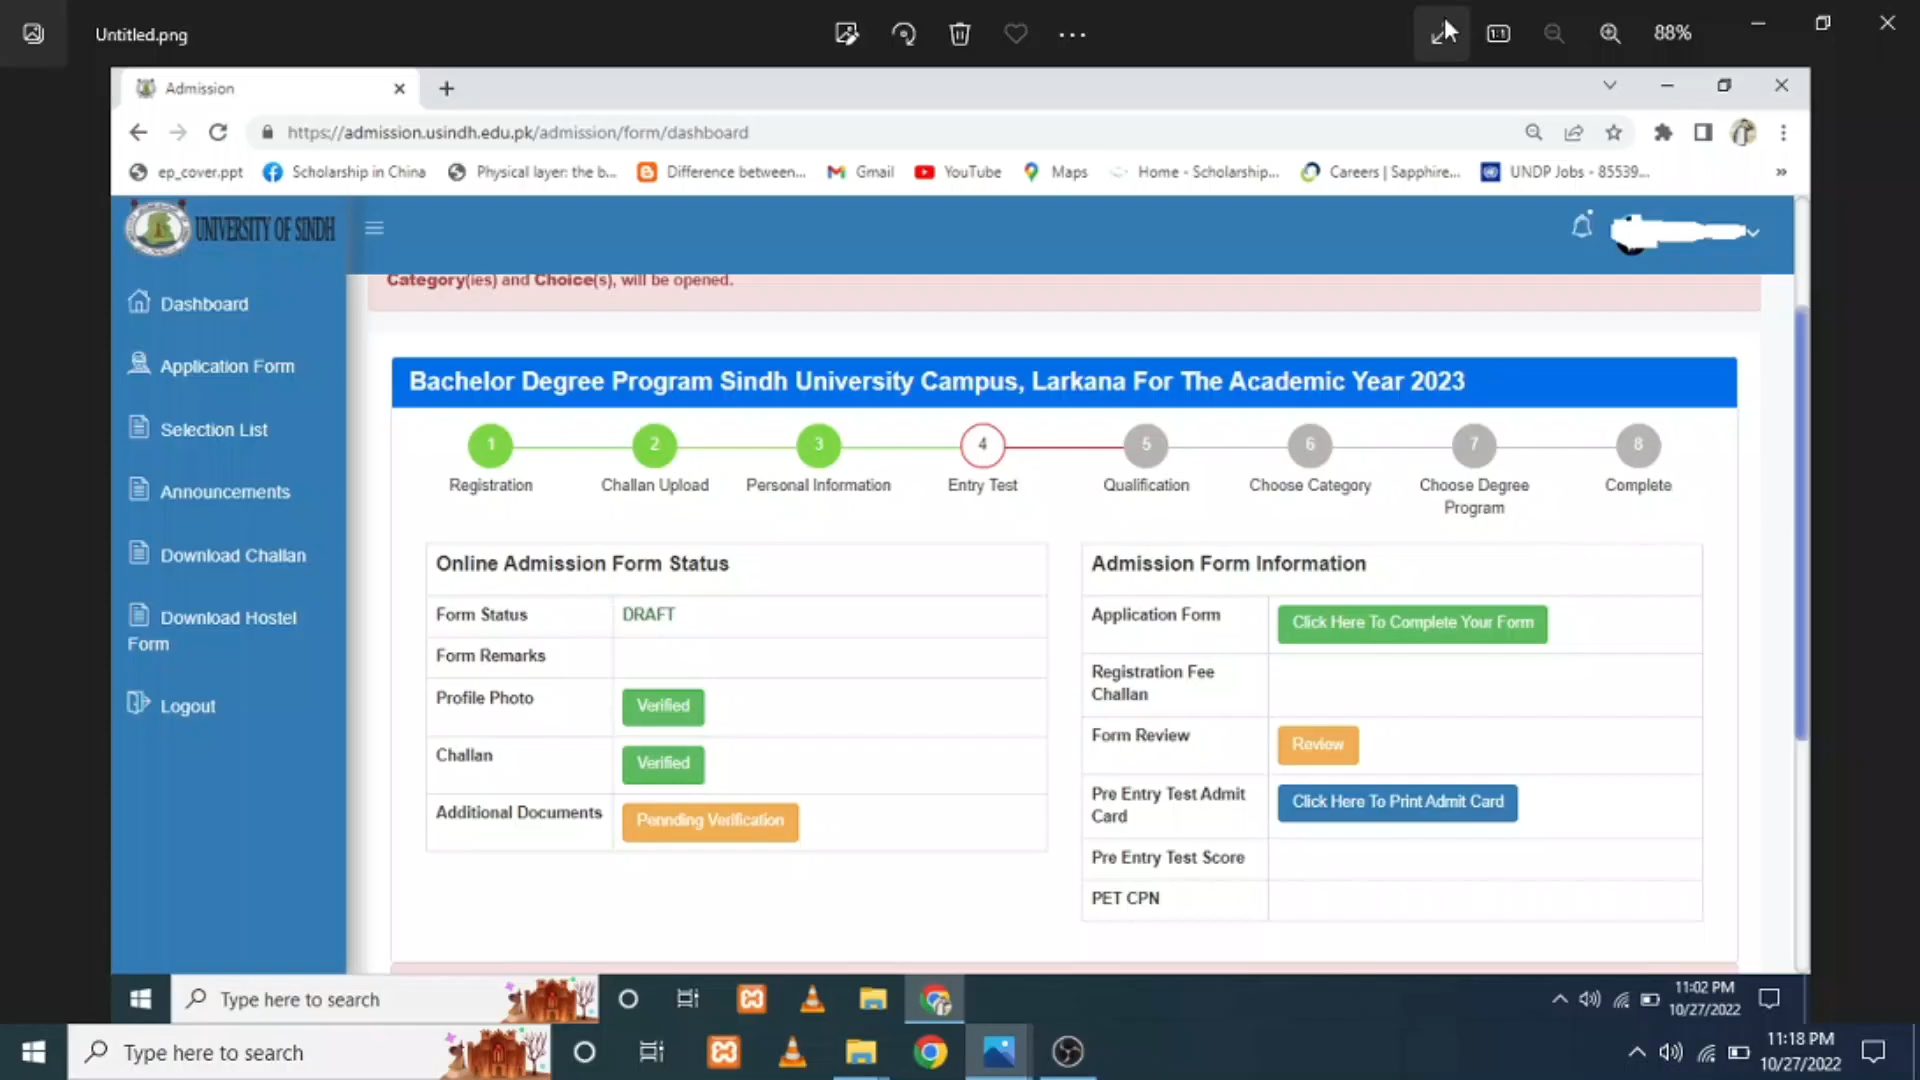 Untitled.png
88%
Admission
https://admission.usindh.edu.pk/admission/form/dashboard
ep_cover.ppt Scholarship in China Physical layer: the b... Difference between... Gmail YouTube Maps Home - Scholarship... Careers | Sapphire... UNDP Jobs - 85539...
UNIVERSITY OF SINDH
Category(ies) and Choice(s), will be opened.
Dashboard
Application Form
Selection List
Announcements
Download Challan
Download Hostel
Form
Logout
Bachelor Degree Program Sindh University Campus, Larkana For The Academic Year 2023
1 2 3 4 5 6 7 8
Registration Challan Upload Personal Information Entry Test Qualification Choose Category Choose Degree Complete
Program
Online Admission Form Status
Form Status DRAFT
Form Remarks
Profile Photo Verified
Challan Verified
Additional Documents Pennding Verification
Admission Form Information
Application Form Click Here To Complete Your Form
Registration Fee
Challan
Form Review Review
Pre Entry Test Admit Click Here To Print Admit Card
Card
Pre Entry Test Score
PET CPN
Type here to search
11:02 PM
10/27/2022
Type here to search
11:18 PM
10/27/2022